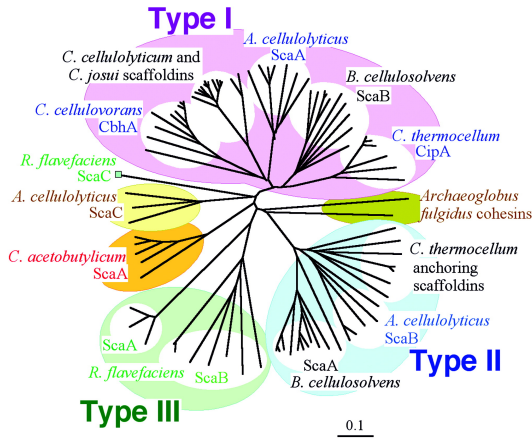 Type I
A. cellulolyticus
ScaA
C. cellulolyticum and
C. josui scaffoldins
B. cellulosolvens
ScaB
C. cellulovorans
CbhA
C. thermocellum
CipA
R. flavefaciens
ScaC
A. cellulolyticus
ScaC
Archaeoglobus
fulgidus cohesins
C. acetobutylicum
ScaA
C. thermocellum
anchoring
scaffoldins
A. cellulolyticus
ScaB
ScaA
R. flavefaciens
ScaB
ScaA
B. cellulosolvens
Type II
Type III
0.1